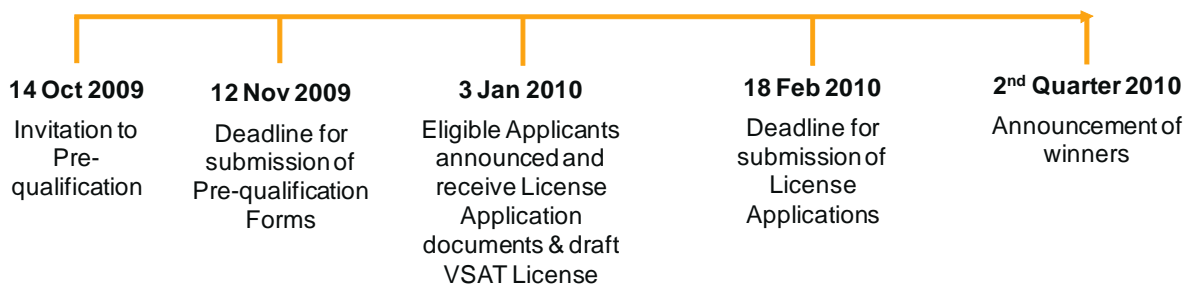 14 Oct 2009
Invitation to
Pre-
qualification
12 Nov 2009
Deadline for
submission of
Pre-qualification
Forms
3 Jan 2010
Eligible Applicants
announced and
receive License
Application
documents & draft
VSAT License
18 Feb 2010
Deadline for
submission of
License
Applications
2nd Quarter 2010
Announcement of
winners